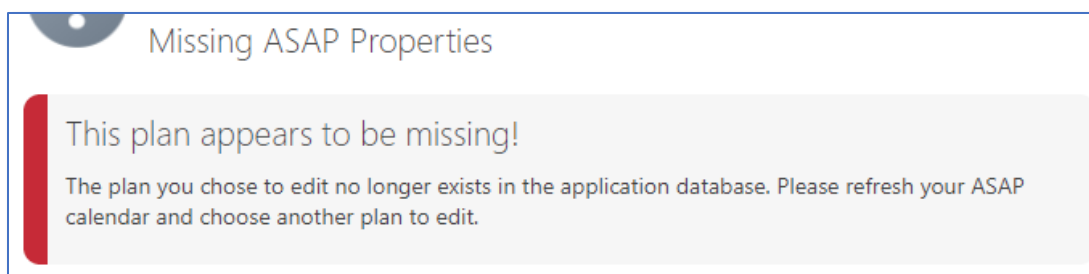 Missing ASAP Properties
This plan appears to be missing!
The plan you chose to edit no longer exists in the application database. Please refresh your ASAP
calendar and choose another plan to edit.